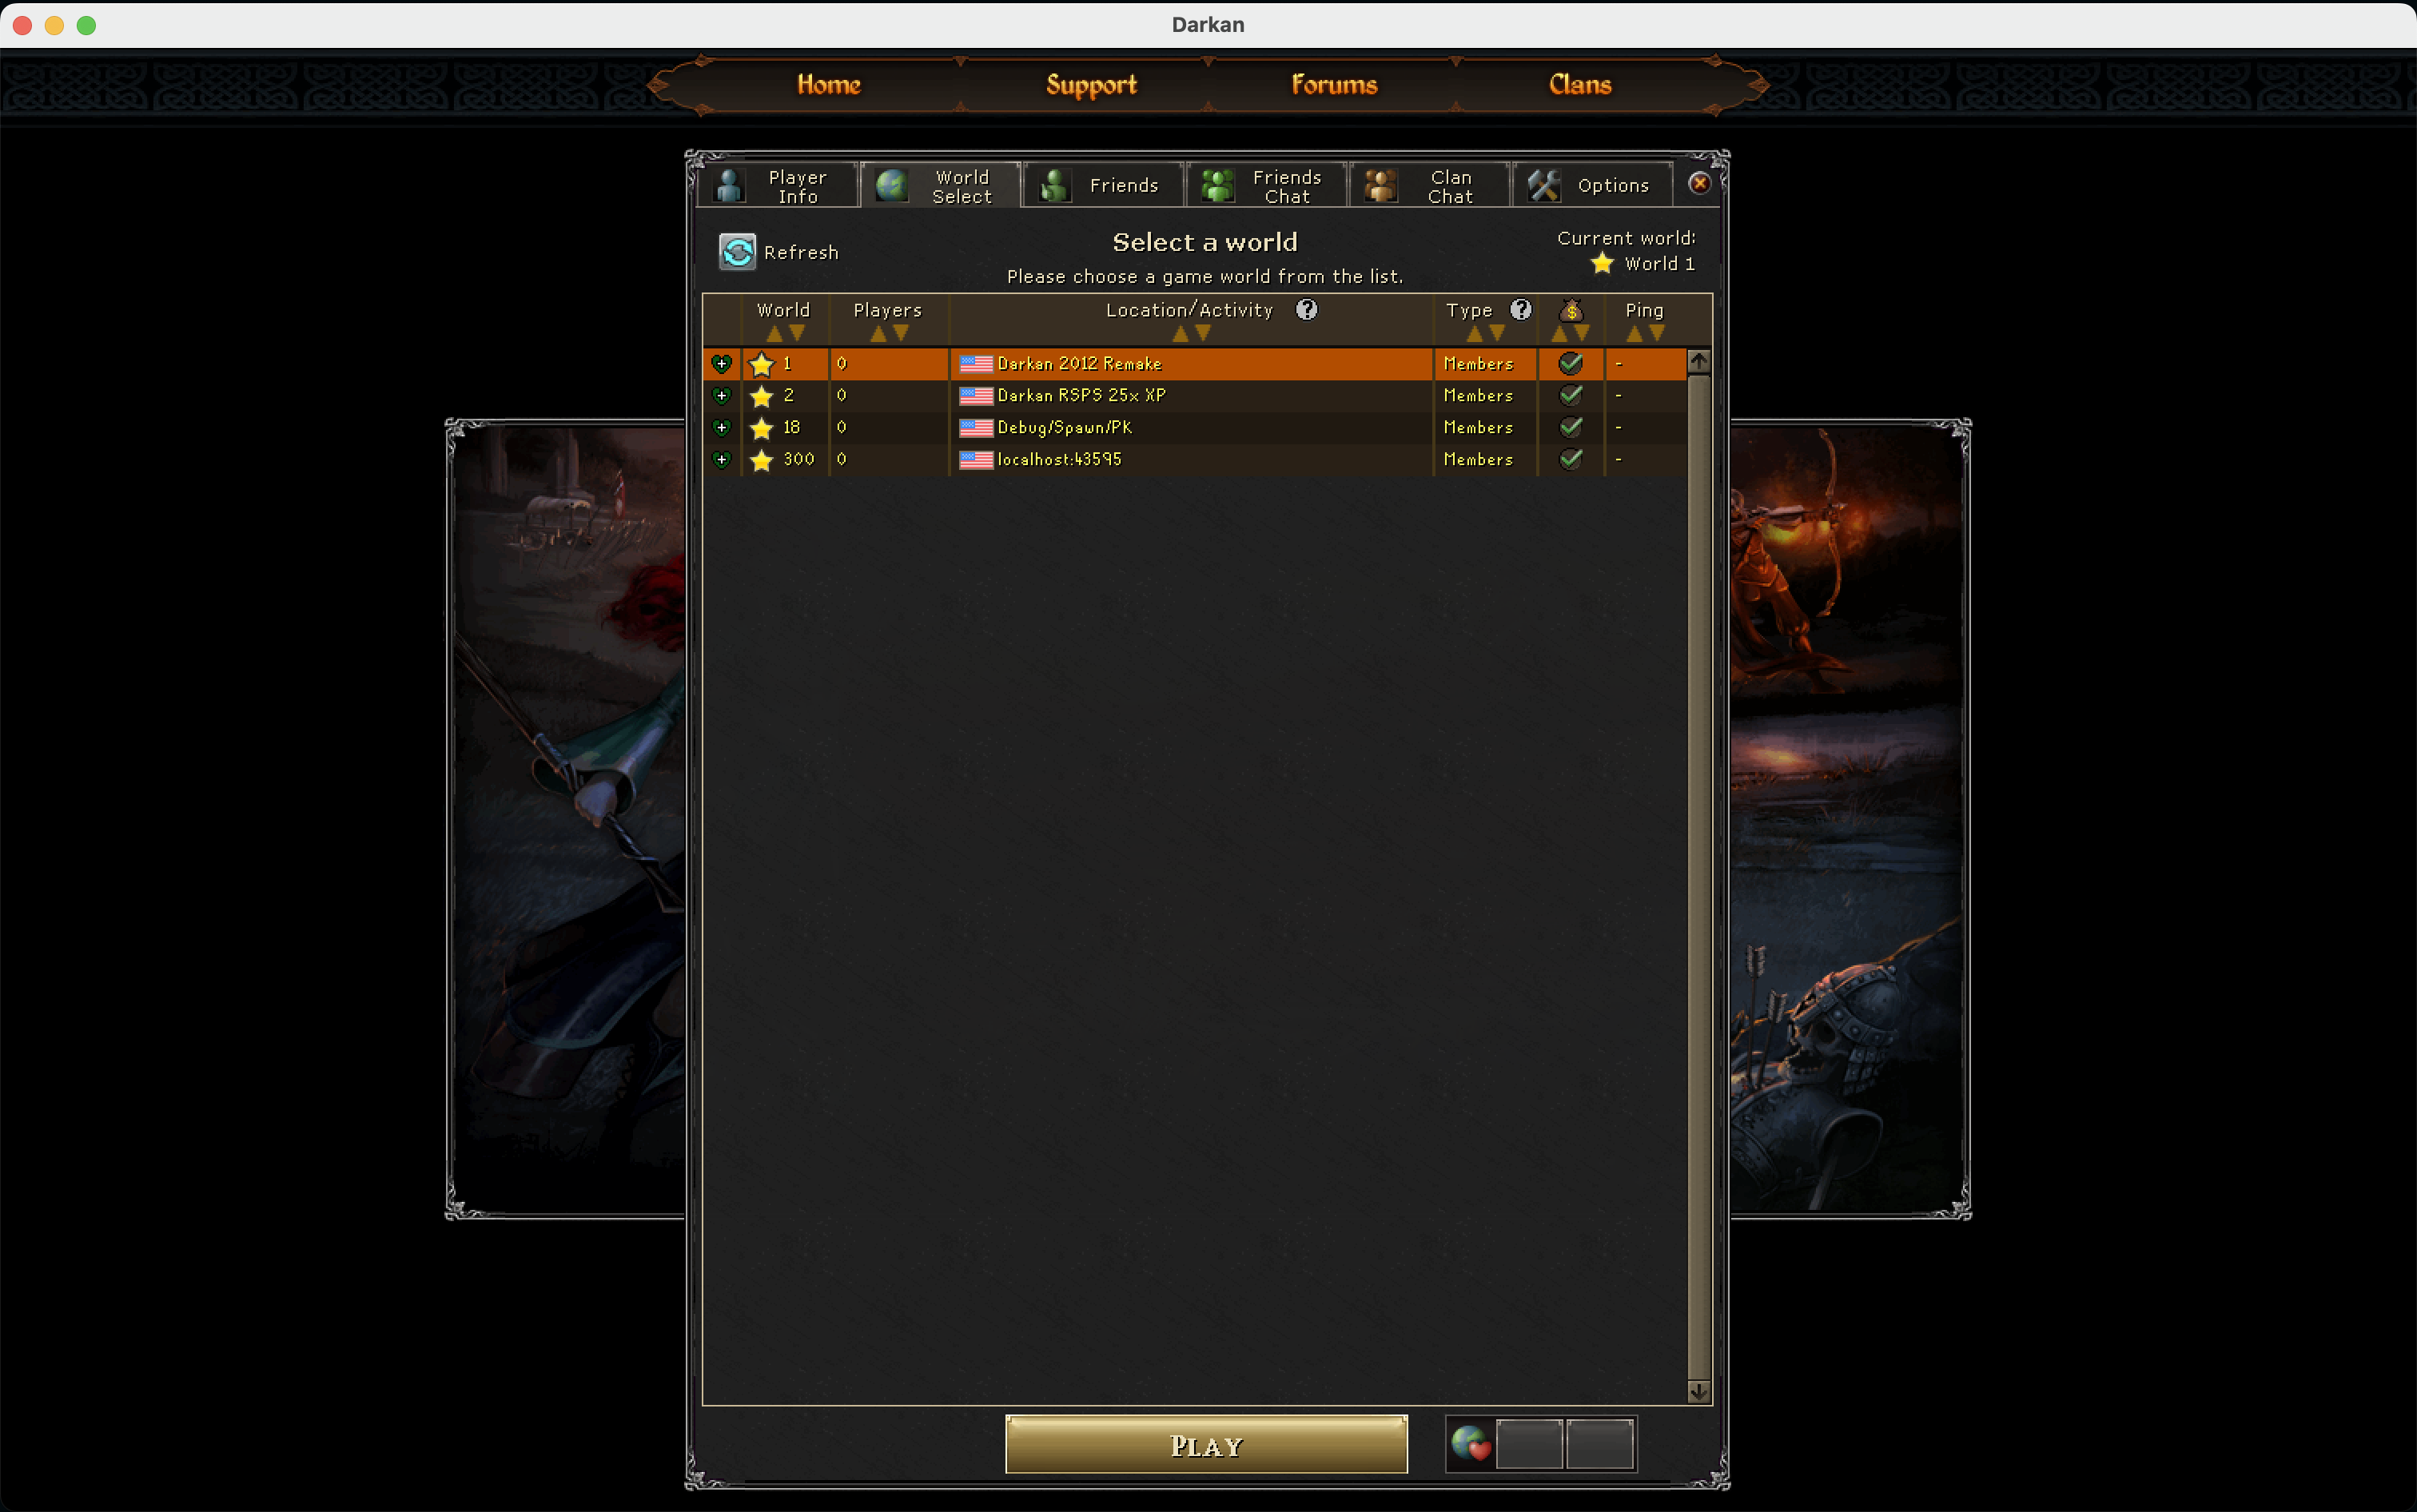 Darkan
Home Support Forums Clans
Player Info World Select Friends Friends Chat Clan Chat Options
Refresh
Select a world
Please choose a game world from the list.
Current world:
World 1
World Players Location/Activity ? Type ? $ Ping
1 0 Darkan 2012 Remake Members -
2 0 Darkan RSPS 25x XP Members -
18 0 Debug/Spawn/PK Members -
300 0 localhost:43595 Members -
PLAY